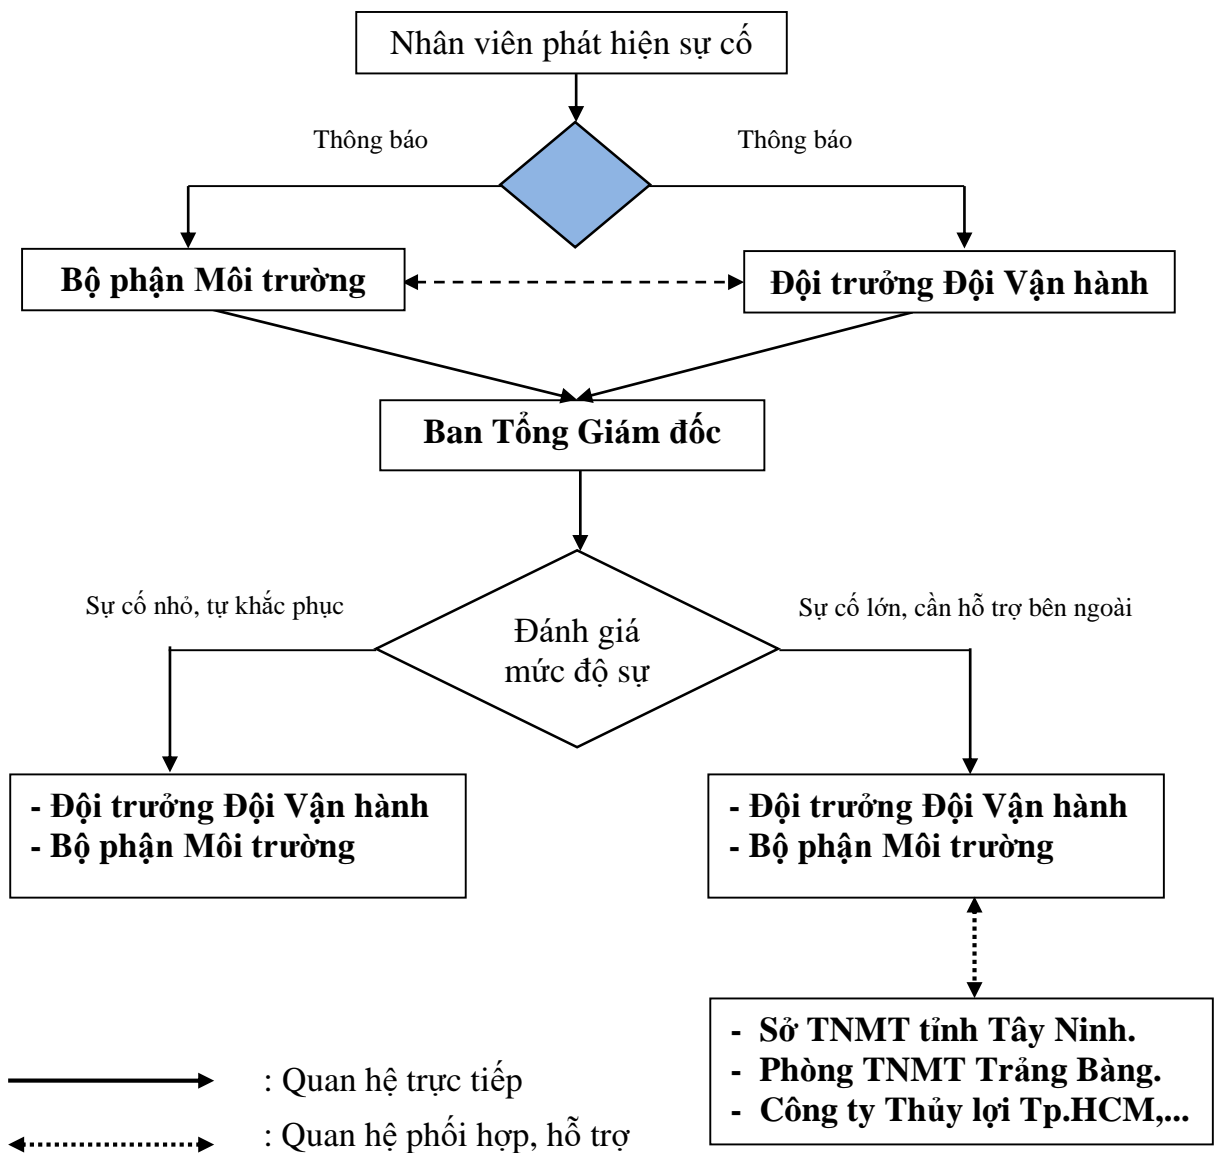 Nhân viên phát hiện sự cố
Thông báo
Thông báo
Bộ phận Môi trường
Đội trưởng Đội Vận hành
Ban Tổng Giám đốc
Sự cố nhỏ, tự khắc phục
Sự cố lớn, cần hỗ trợ bên ngoài
Đánh giá
mức độ sự
- Đội trưởng Đội Vận hành
- Bộ phận Môi trường
- Đội trưởng Đội Vận hành
- Bộ phận Môi trường
- Sở TNMT tỉnh Tây Ninh.
- Phòng TNMT Trảng Bàng.
- Công ty Thủy lợi Tp.HCM,...
: Quan hệ trực tiếp
: Quan hệ phối hợp, hỗ trợ